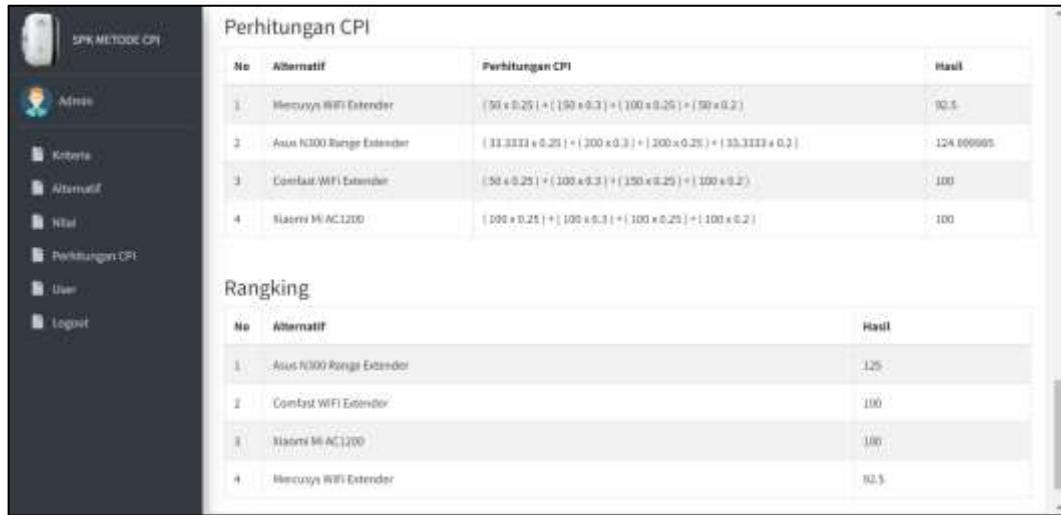 SPK METODE CPI
Admin
Kriteria
Alternatif
Nilai
Perhitungan CPI
User
Logout
Perhitungan CPI
No Alternatif Perhitungan CPI Hasil
1 Mercusys WiFi Extender ( 50 x 0.25 ) + ( 150 x 0.3 ) + ( 100 x 0.25 ) + ( 50 x 0.2 ) 92.5
2 Asus N300 Range Extender ( 33.3333 x 0.25 ) + ( 200 x 0.3 ) + ( 200 x 0.25 ) + ( 33.3333 x 0.2 ) 124.999985
3 Comfast WiFi Extender ( 50 x 0.25 ) + ( 100 x 0.3 ) + ( 150 x 0.25 ) + ( 100 x 0.2 ) 100
4 Xiaomi Mi AC1200 ( 100 x 0.25 ) + ( 100 x 0.3 ) + ( 100 x 0.25 ) + ( 100 x 0.2 ) 100
Rangking
No Alternatif Hasil
1 Asus N300 Range Extender 125
2 Comfast WiFi Extender 100
3 Xiaomi Mi AC1200 100
4 Mercusys WiFi Extender 92.5